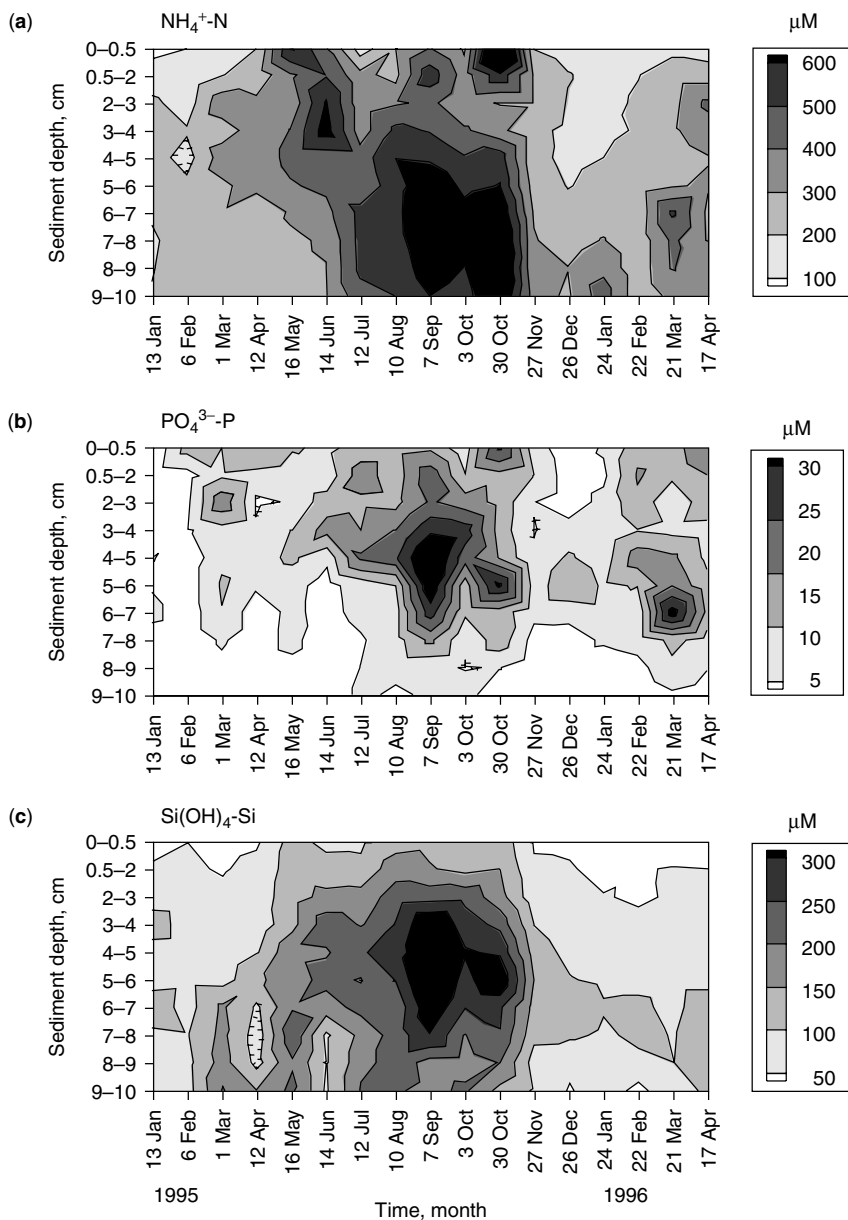 (a) NH₄⁺-N
µM
Sediment depth, cm
0–0.5
0.5–2
2–3
3–4
4–5
5–6
6–7
7–8
8–9
9–10
13 Jan
6 Feb
1 Mar
12 Apr
16 May
14 Jun
12 Jul
10 Aug
7 Sep
3 Oct
30 Oct
27 Nov
26 Dec
24 Jan
22 Feb
21 Mar
17 Apr
600
500
400
300
200
100
(b) PO₄³⁻-P
µM
Sediment depth, cm
0–0.5
0.5–2
2–3
3–4
4–5
5–6
6–7
7–8
8–9
9–10
13 Jan
6 Feb
1 Mar
12 Apr
16 May
14 Jun
12 Jul
10 Aug
7 Sep
3 Oct
30 Oct
27 Nov
26 Dec
24 Jan
22 Feb
21 Mar
17 Apr
30
25
20
15
10
5
(c) Si(OH)₄-Si
µM
Sediment depth, cm
0–0.5
0.5–2
2–3
3–4
4–5
5–6
6–7
7–8
8–9
9–10
13 Jan
6 Feb
1 Mar
12 Apr
16 May
14 Jun
12 Jul
10 Aug
7 Sep
3 Oct
30 Oct
27 Nov
26 Dec
24 Jan
22 Feb
21 Mar
17 Apr
300
250
200
150
100
50
1995
Time, month
1996